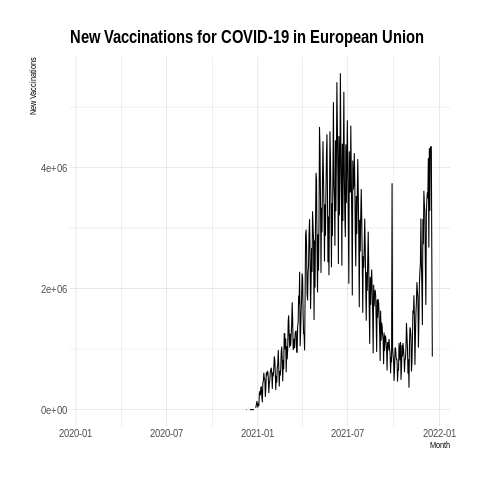 New Vaccinations for COVID-19 in European Union
New Vaccinations
4e+06
2e+06
0e+00
2020-01 2020-07 2021-01 2021-07 2022-01
Month